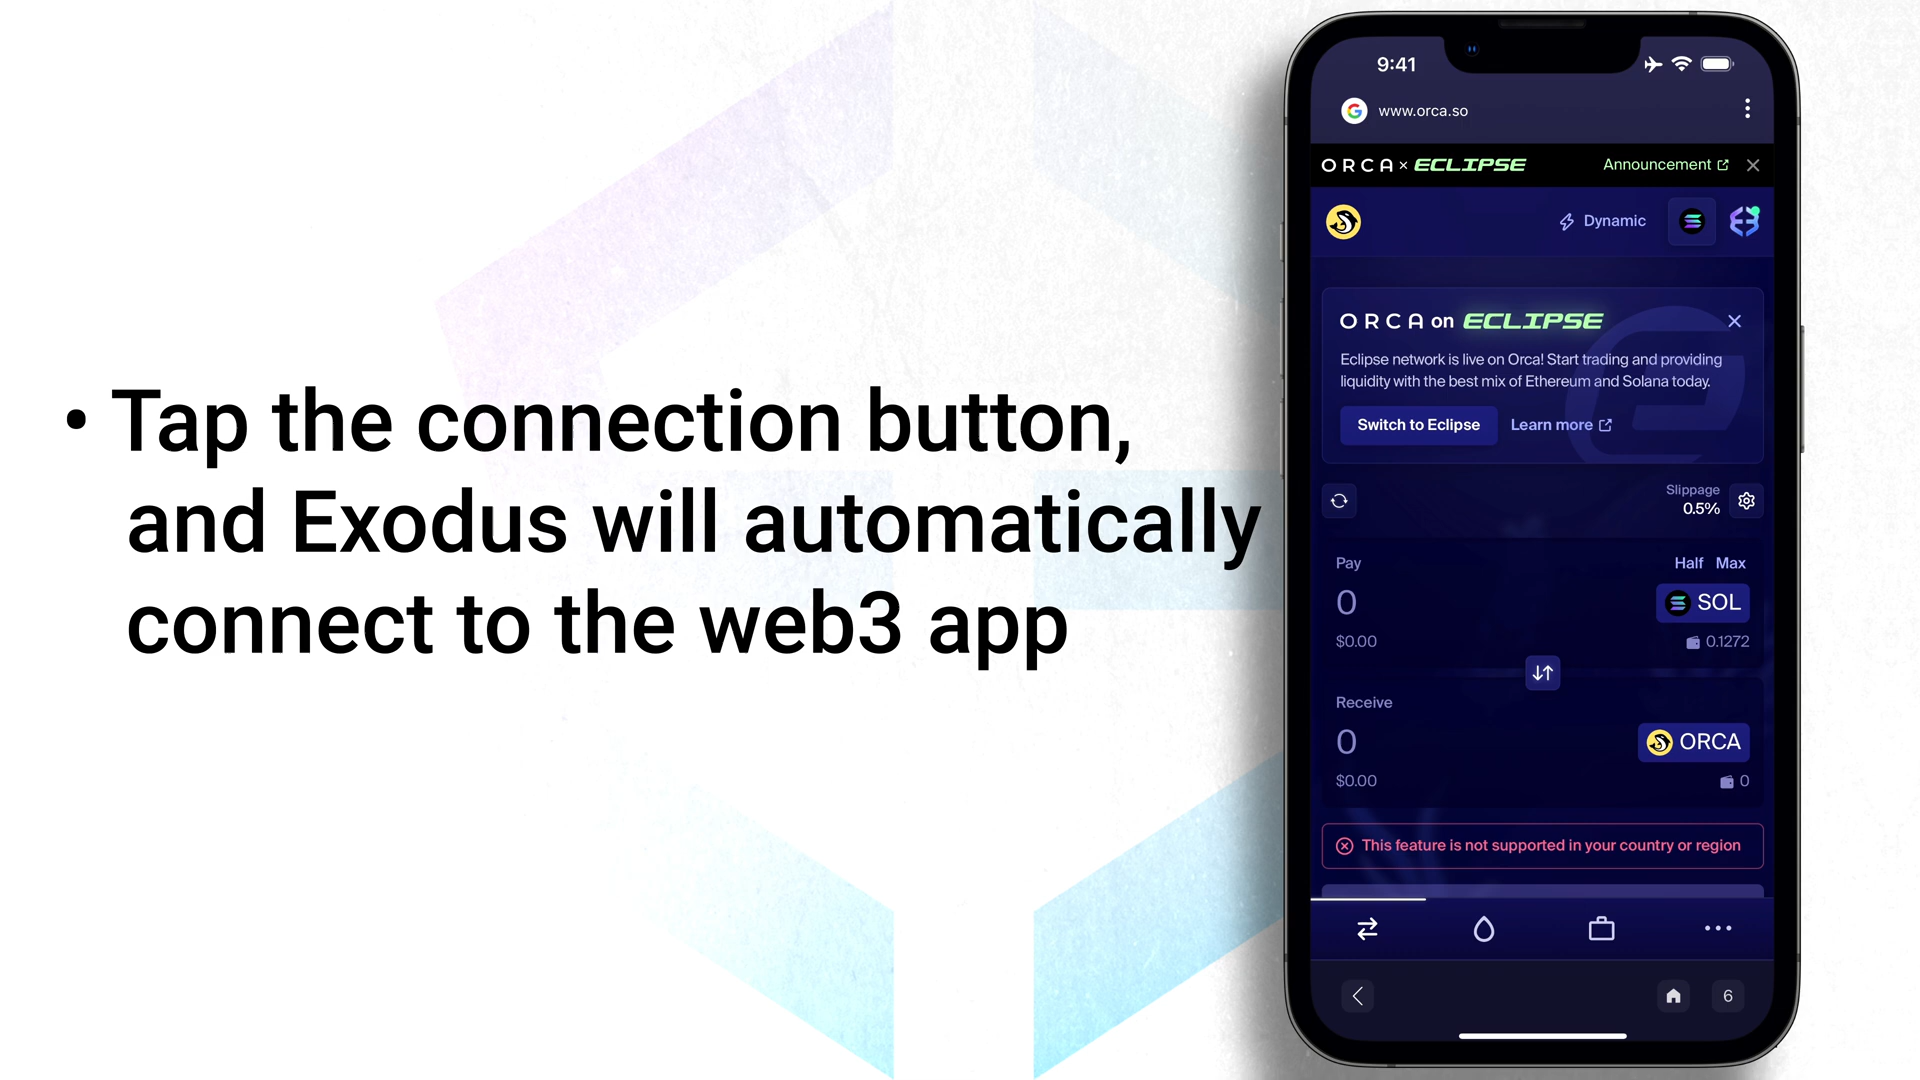 • Tap the connection button,
and Exodus will automatically
connect to the web3 app
9:41
www.orca.so
ORCA × ECLIPSE
Announcement
Dynamic
ORCA on ECLIPSE
Eclipse network is live on Orca! Start trading and providing
liquidity with the best mix of Ethereum and Solana today.
Switch to Eclipse Learn more
Slippage
0.5%
Pay Half Max
0 SOL
$0.00 0.1272
Receive
0 ORCA
$0.00 0
This feature is not supported in your country or region
6